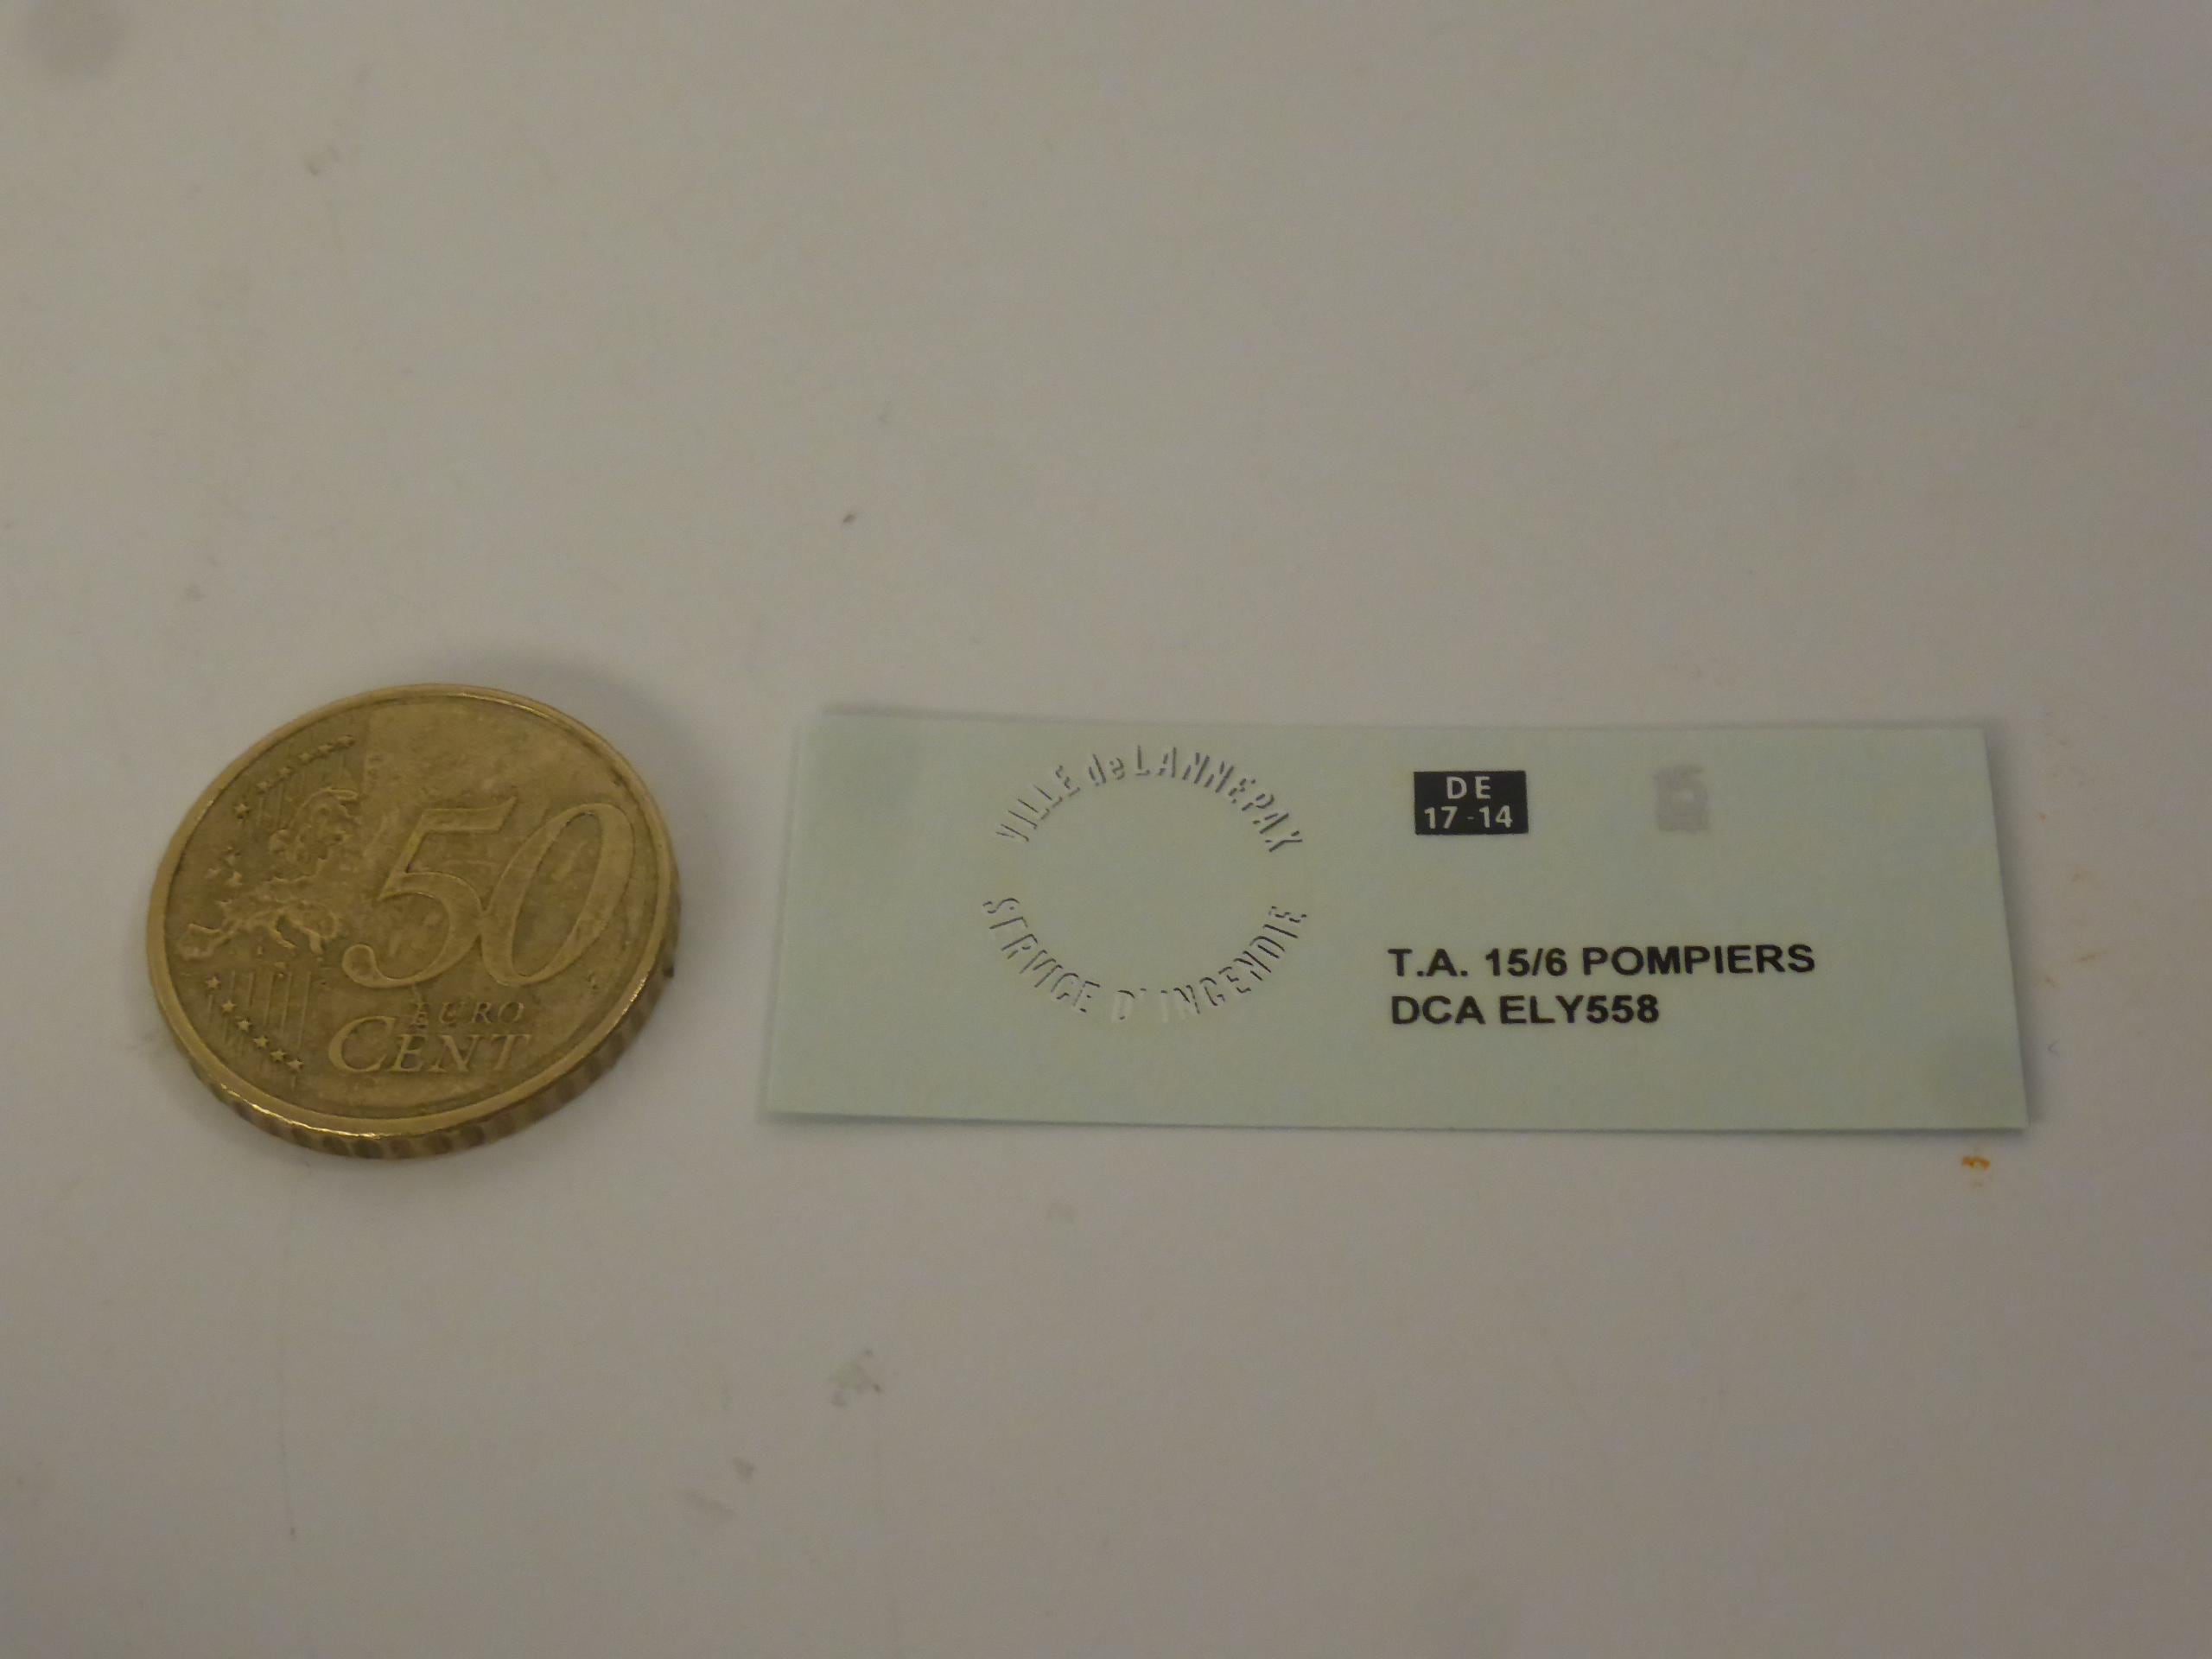 50
EURO
CENT
VILLE de LANNEPAX
SERVICE D'INCENDIE
DE
17-14
T.A. 15/6 POMPIERS
DCA ELY558